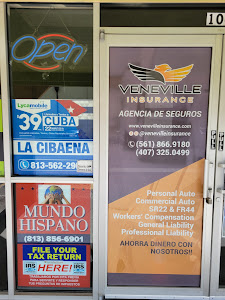 Open
10
Lycamobile
$39 CUBA
LA CIBAENA
813-562-29
MUNDO
HISPANO
(813) 856-6901
FILE YOUR
TAX RETURN
HERE!
VENEVILLE
INSURANCE
AGENCIA DE SEGUROS
www.venevilleinsurance.com
@venevilleinsurance
(561) 866.9180
(407) 325.0499
Personal Auto
Commercial Auto
SR22 & FR44
Workers' Compensation
General Liability
Professional Liability
AHORRA DINERO CON
NOSOTROS!!